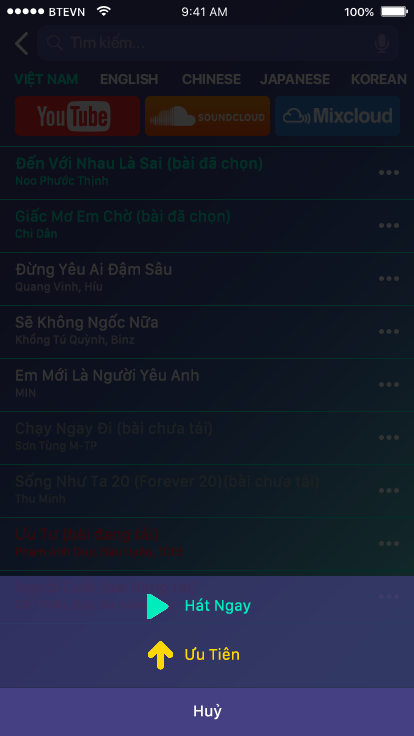 BTEVN 9:41 AM 100%
Tìm kiếm...
VIỆT NAM ENGLISH CHINESE JAPANESE KOREAN
YouTube SOUNDCLOUD Mixcloud
Đến Với Nhau Là Sai (bài đã chọn)
Noo Phước Thịnh
Giấc Mơ Em Chờ (bài đã chọn)
Chi Dân
Đừng Yêu Ai Đậm Sâu
Quang Vinh, Hiu
Sẽ Không Ngốc Nữa
Khổng Tú Quỳnh, Binz
Em Mới Là Người Yêu Anh
MIN
Chạy Ngay Đi (bài chưa tải)
Sơn Tùng M-TP
Sống Như Ta 20 (Forever 20)(bài chưa tải)
Thu Minh
Hát Ngay
Ưu Tiên
Huỷ